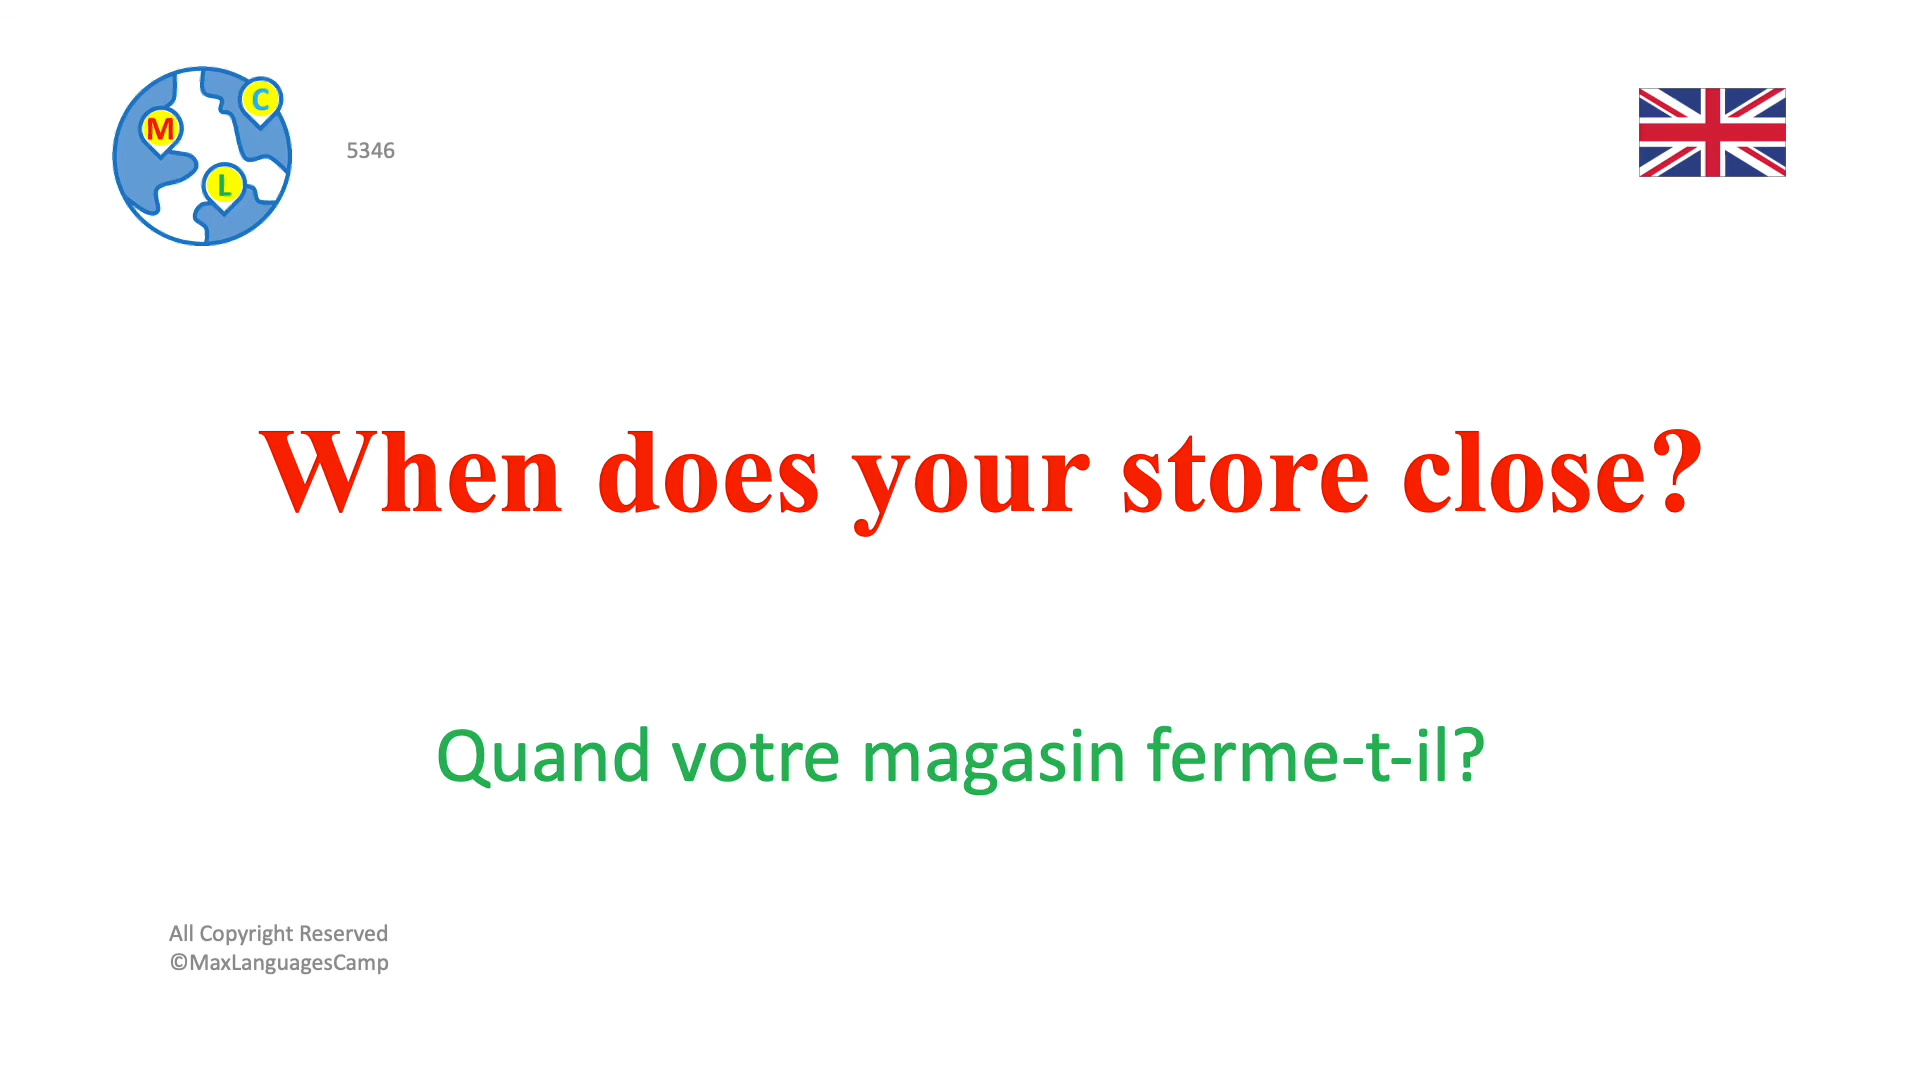 C
M
L
5346
When does your store close?
Quand votre magasin ferme-t-il?
All Copyright Reserved
©MaxLanguagesCamp